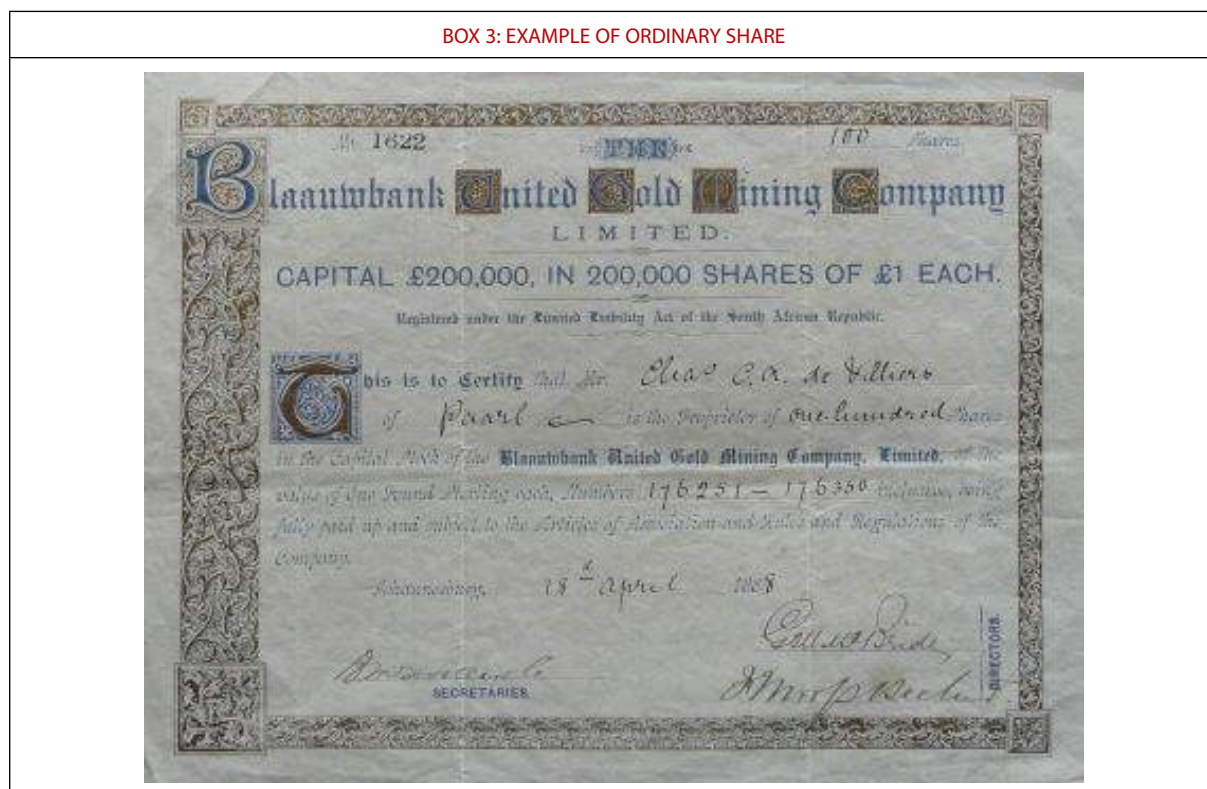 BOX 3: EXAMPLE OF ORDINARY SHARE
No. 1622 THE 100 Shares
Blaauwbank United Gold Mining Company
LIMITED.
CAPITAL £200,000, IN 200,000 SHARES OF £1 EACH.
Registered under the Limited Liability Act of the South African Republic.
This is to Certify that Mr. de Villiers
of Paarl is the Proprietor of one hundred Shares
in the Capital Stock of the Blaauwbank United Gold Mining Company, Limited, of the
value of One Pound Sterling each, Numbers 176251 – 176350 inclusive, being
fully paid up and subject to the Articles of Association and Rules and Regulations of the
Company.
Johannesburg, 18 April 1888
SECRETARIES.
DIRECTORS.